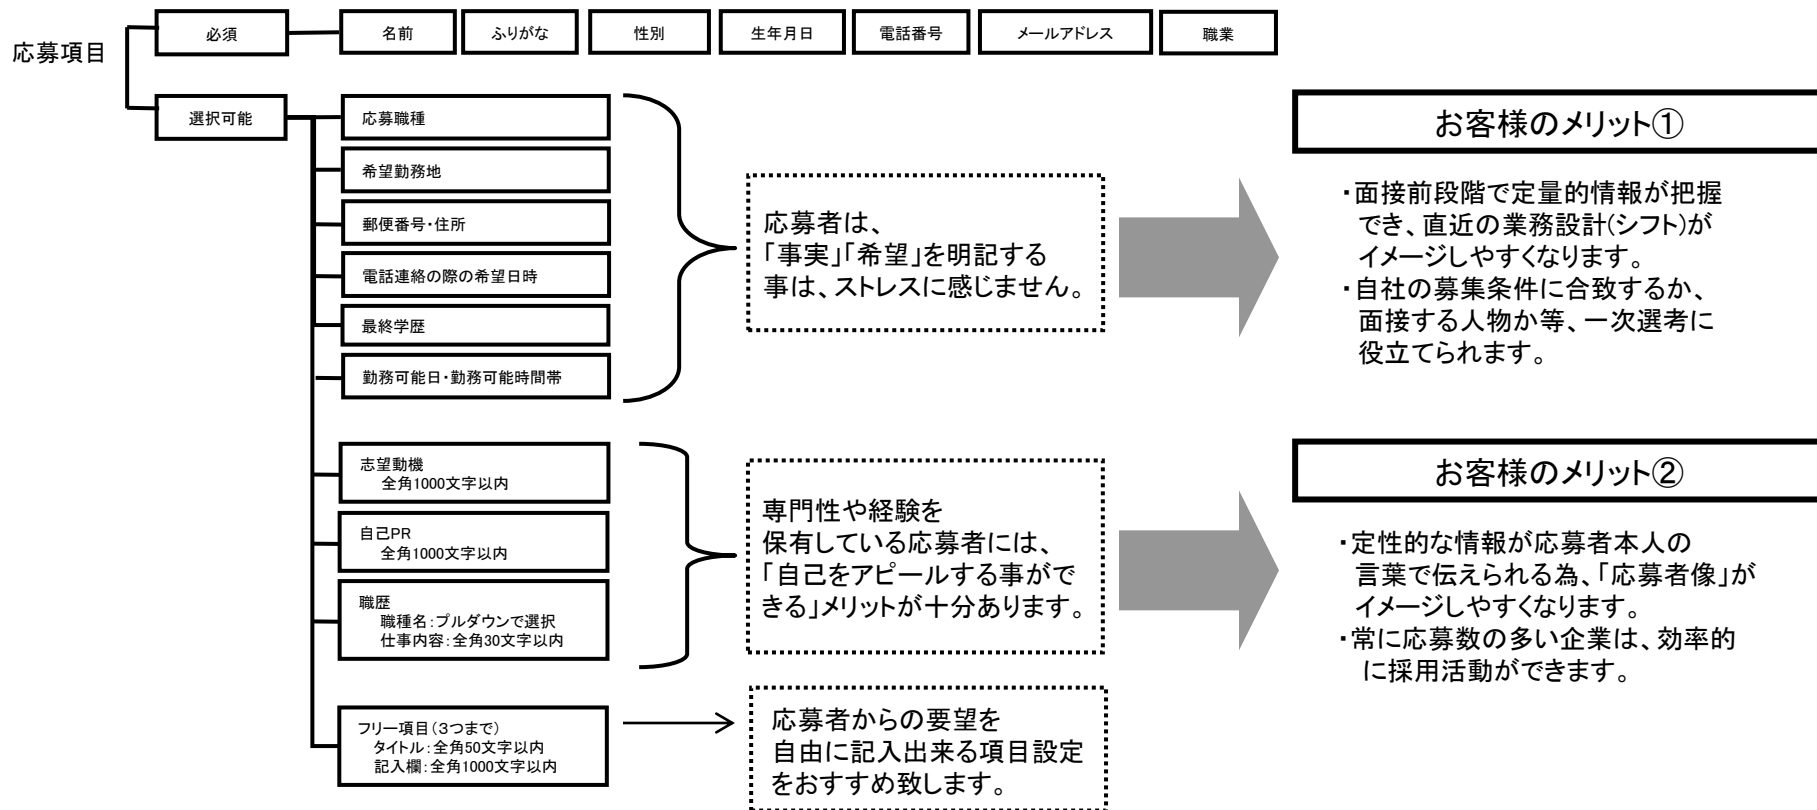 応募項目
必須
名前
ふりがな
性別
生年月日
電話番号
メールアドレス
職業
選択可能
応募職種
希望勤務地
郵便番号・住所
電話連絡の際の希望日時
最終学歴
勤務可能日・勤務可能時間帯
応募者は、
「事実」「希望」を明記する
事は、ストレスに感じません。
お客様のメリット①
・面接前段階で定量的情報が把握
でき、直近の業務設計(シフト)が
イメージしやすくなります。
・自社の募集条件に合致するか、
面接する人物か等、一次選考に
役立てられます。
志望動機
全角1000文字以内
自己PR
全角1000文字以内
職歴
職種名：プルダウンで選択
仕事内容：全角30文字以内
専門性や経験を
保有している応募者には、
「自己をアピールする事がで
きる」メリットが十分あります。
お客様のメリット②
・定性的な情報が応募者本人の
言葉で伝えられる為、「応募者像」が
イメージしやすくなります。
・常に応募数の多い企業は、効率的
に採用活動ができます。
フリー項目（３つまで）
タイトル：全角50文字以内
記入欄：全角1000文字以内
応募者からの要望を
自由に記入出来る項目設定
をおすすめ致します。